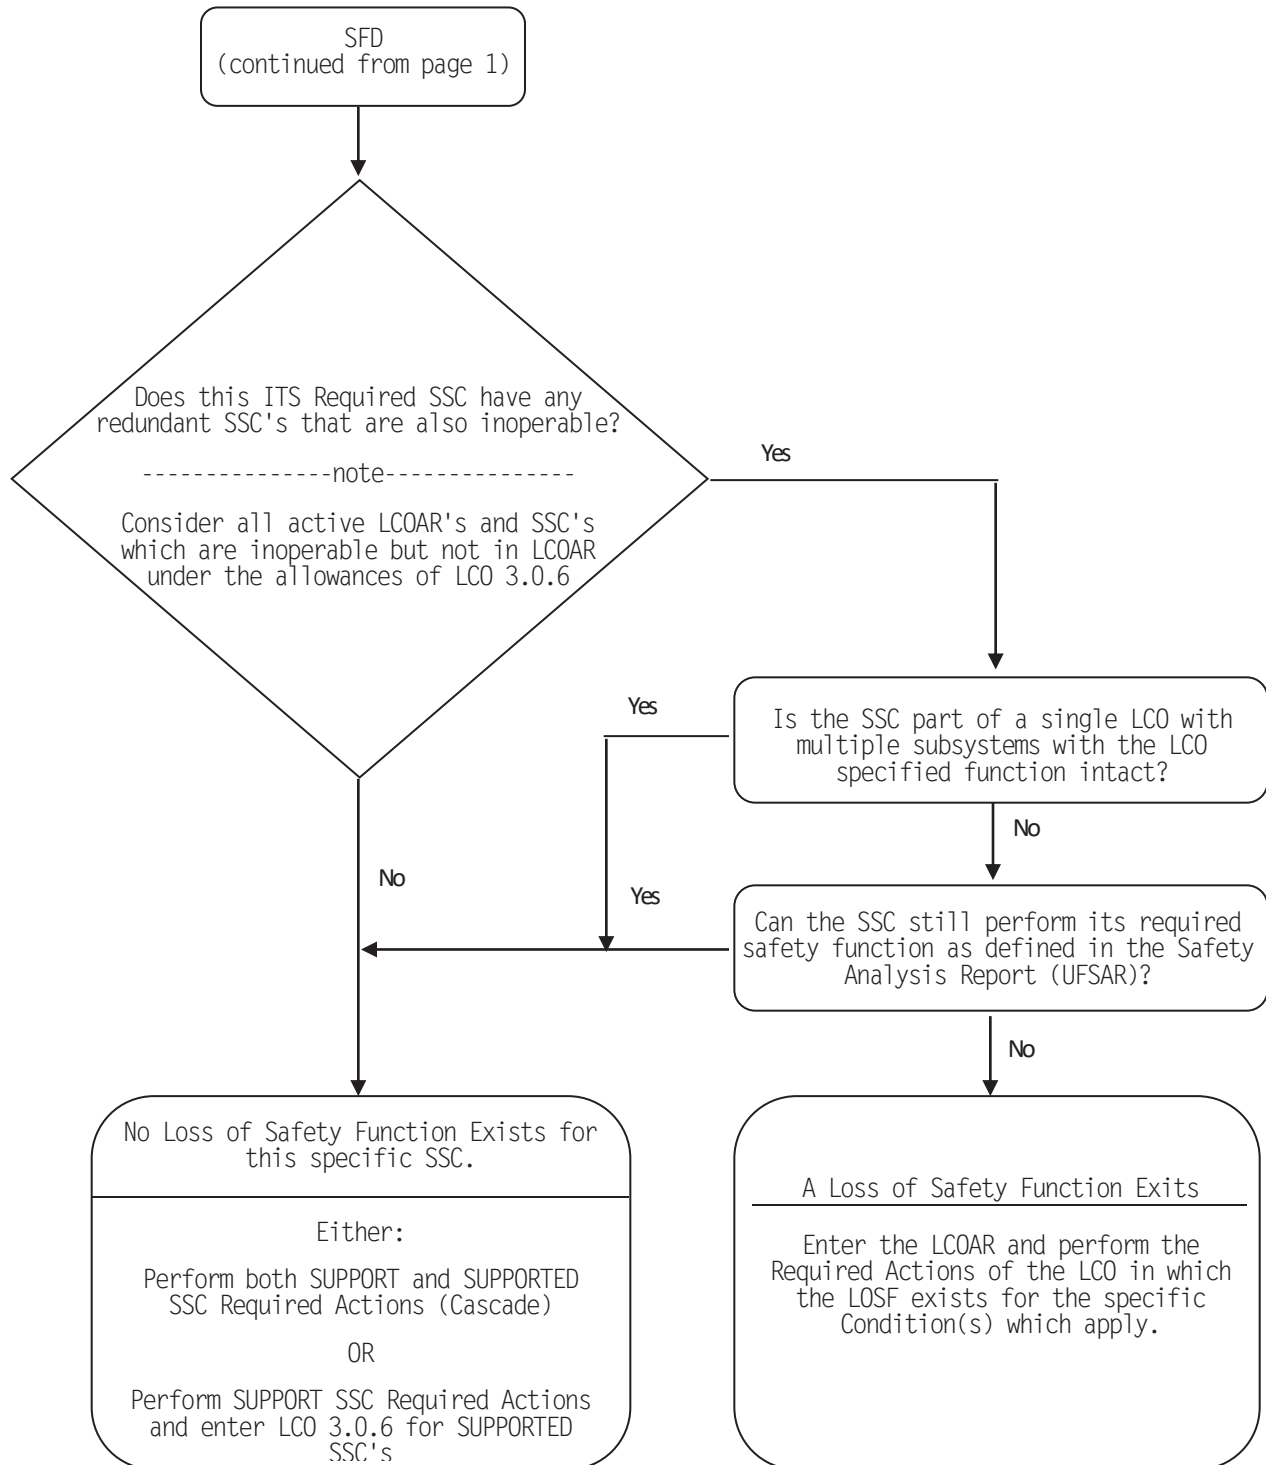 SFD
(continued from page 1)
Does this ITS Required SSC have any
redundant SSC's that are also inoperable?
---------------note---------------
Consider all active LCOAR's and SSC's
which are inoperable but not in LCOAR
under the allowances of LCO 3.0.6
Yes
Yes
Is the SSC part of a single LCO with
multiple subsystems with the LCO
specified function intact?
No
No
Yes
Can the SSC still perform its required
safety function as defined in the Safety
Analysis Report (UFSAR)?
No
No Loss of Safety Function Exists for
this specific SSC.
Either:
Perform both SUPPORT and SUPPORTED
SSC Required Actions (Cascade)
OR
Perform SUPPORT SSC Required Actions
and enter LCO 3.0.6 for SUPPORTED
SSC's
A Loss of Safety Function Exits
Enter the LCOAR and perform the
Required Actions of the LCO in which
the LOSF exists for the specific
Condition(s) which apply.